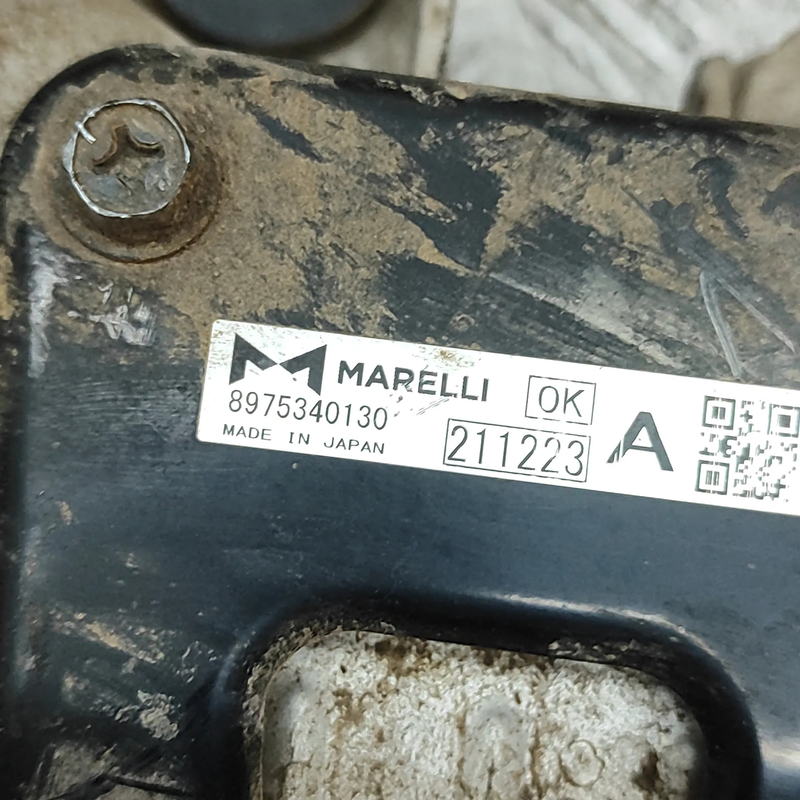 MARELLI OK
8975340130
MADE IN JAPAN
211223 A